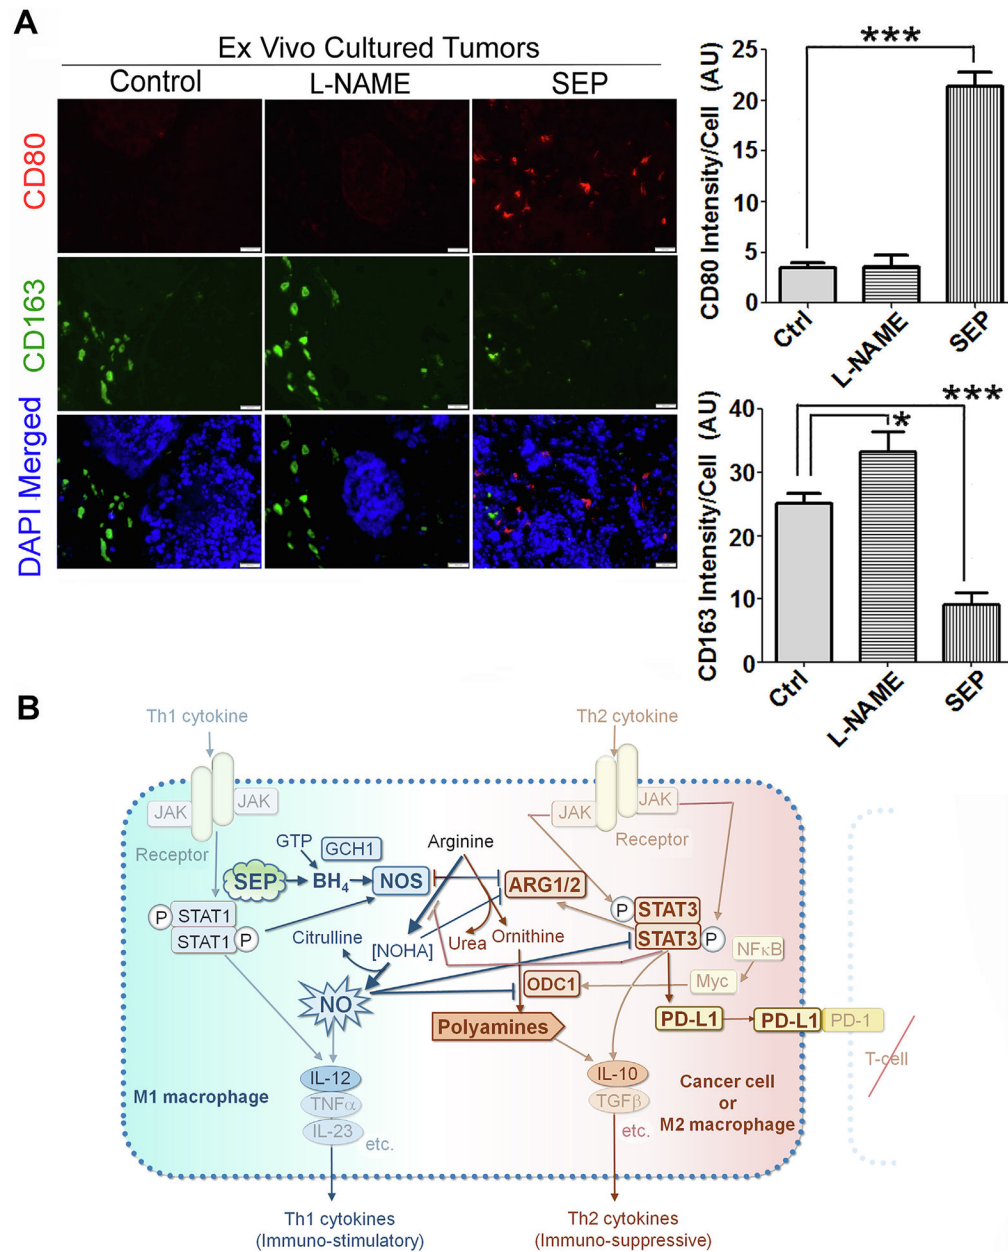 A
Ex Vivo Cultured Tumors
Control
L-NAME
SEP
CD80
CD163
DAPI Merged
CD80 Intensity/Cell (AU)
25
20
15
10
5
0
***
Ctrl
L-NAME
SEP
CD163 Intensity/Cell (AU)
40
30
20
10
0
***
*
Ctrl
L-NAME
SEP
B
Th1 cytokine
Th2 cytokine
JAK
JAK
JAK
JAK
Receptor
Receptor
GTP
GCH1
Arginine
SEP
BH4
NOS
ARG1/2
P
STAT1
STAT1
P
P
STAT3
STAT3
P
Citrulline
[NOHA]
Urea
Ornithine
NFκB
Myc
NO
ODC1
Polyamines
PD-L1
PD-L1
PD-1
T-cell
M1 macrophage
IL-12
TNFα
IL-23
etc.
IL-10
TGFβ
etc.
Cancer cell
or
M2 macrophage
Th1 cytokines
(Immuno-stimulatory)
Th2 cytokines
(Immuno-suppressive)